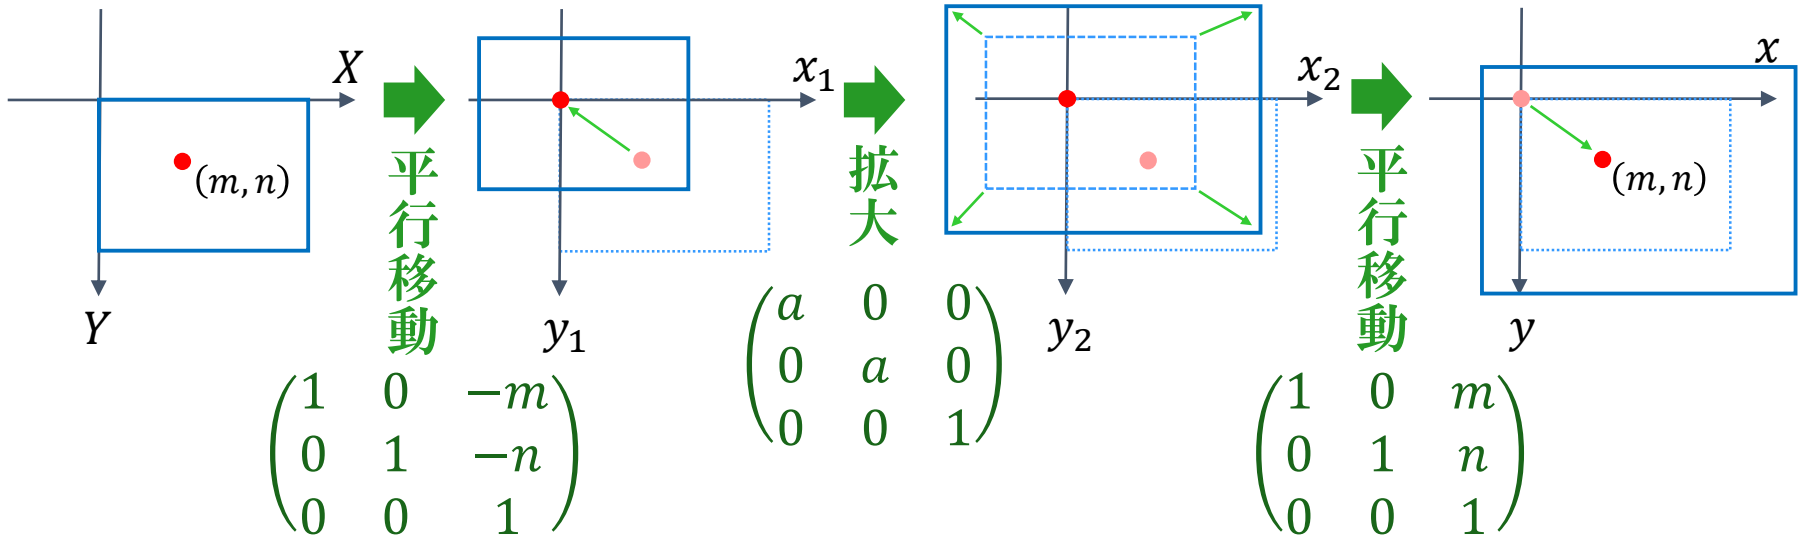 X
Y
(m, n)
平行移動
x₁
y₁
拡大
x₂
y₂
平行移動
x
y
(m, n)
1 0 −m
0 1 −n
0 0 1
a 0 0
0 a 0
0 0 1
1 0 m
0 1 n
0 0 1